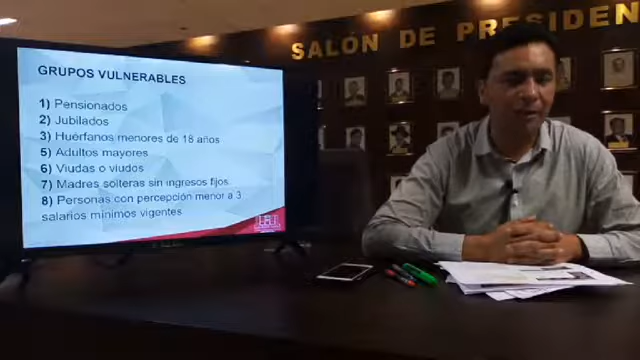 SALÓN DE PRESIDEN
GRUPOS VULNERABLES
1) Pensionados
2) Jubilados
3) Huérfanos menores de 18 años
5) Adultos mayores
6) Viudas o viudos
7) Madres solteras sin ingresos fijos.
8) Personas con percepción menor a 3
salarios mínimos vigentes